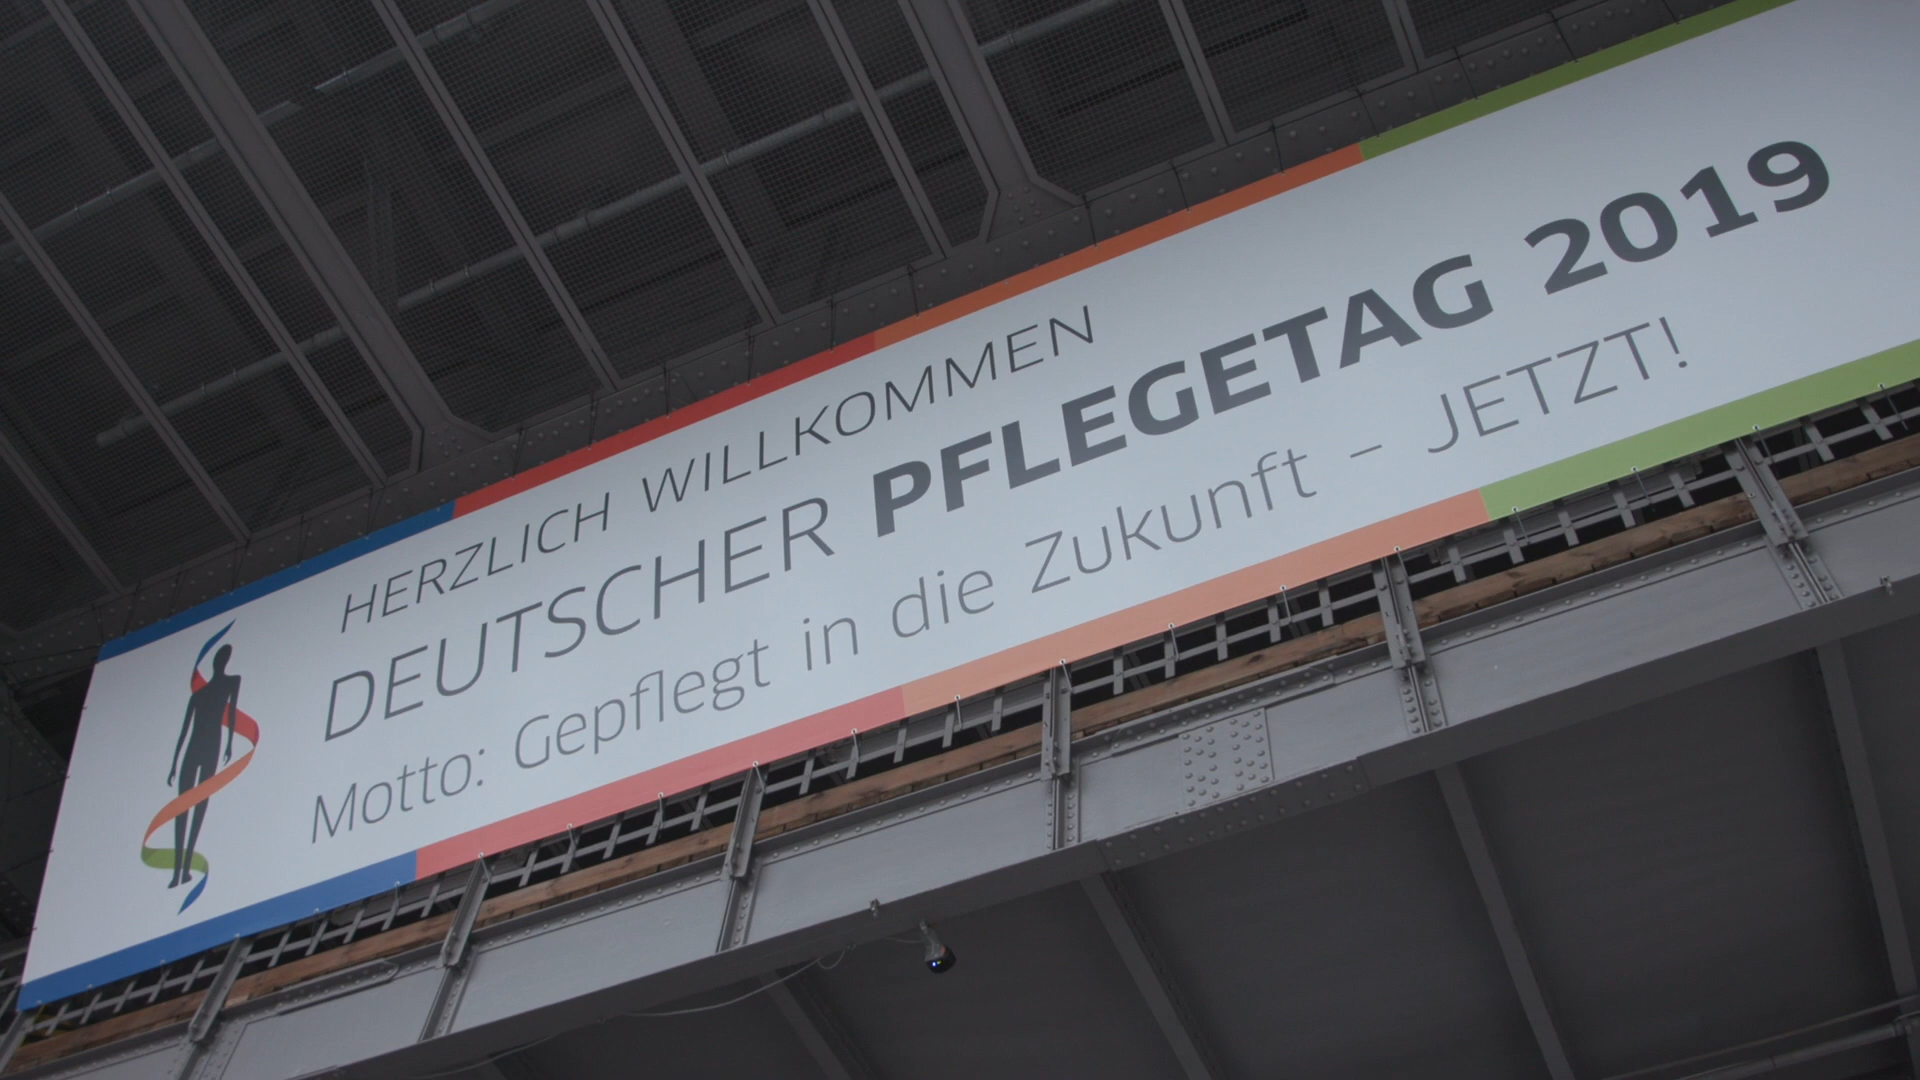 HERZLICH WILLKOMMEN
DEUTSCHER PFLEGETAG 2019
Motto: Gepflegt in die Zukunft – JETZT!